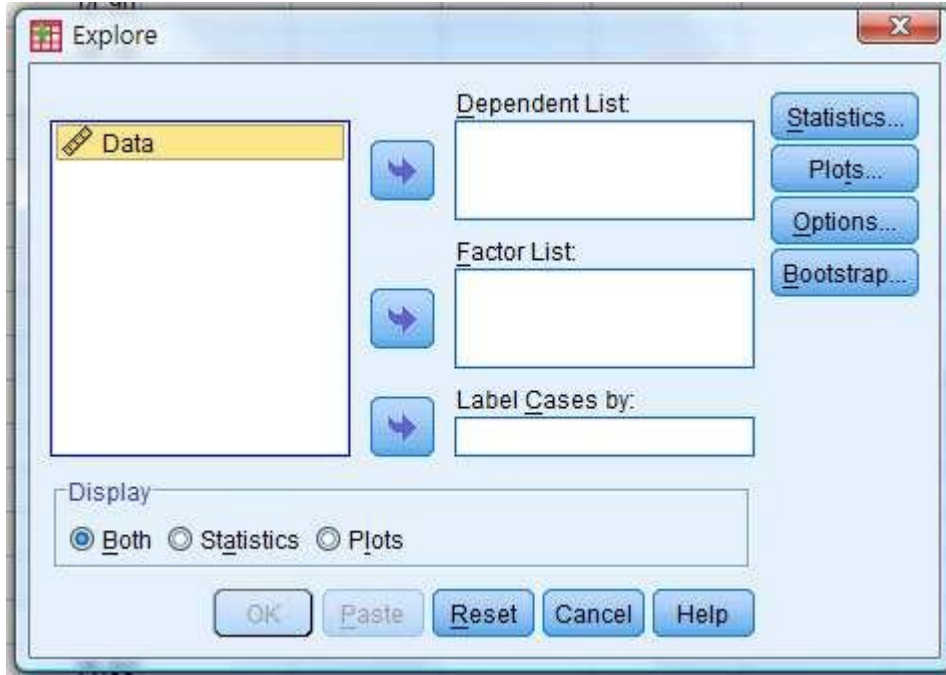 Explore
Data
Dependent List:
Factor List:
Label Cases by:
Statistics...
Plots...
Options...
Bootstrap...
Display
Both
Statistics
Plots
OK
Paste
Reset
Cancel
Help